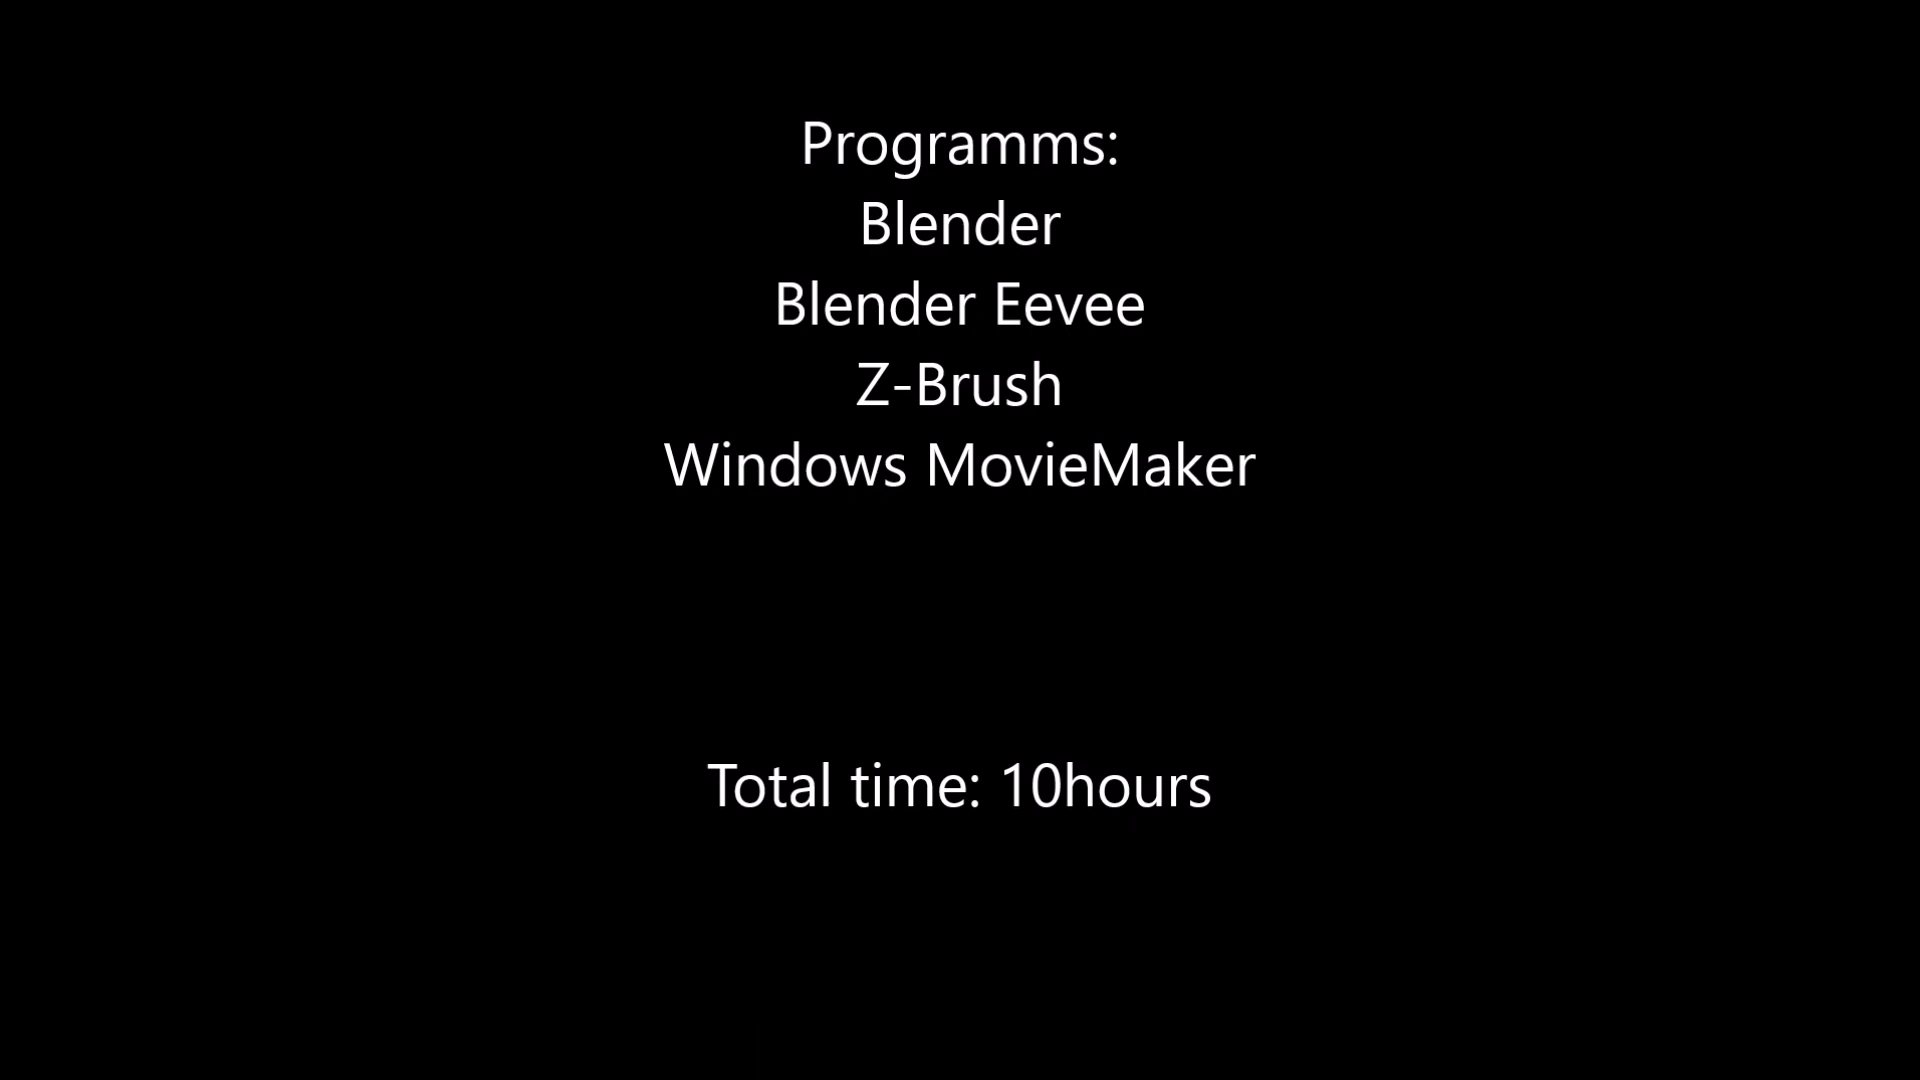 Programms:
Blender
Blender Eevee
Z-Brush
Windows MovieMaker
Total time: 10hours